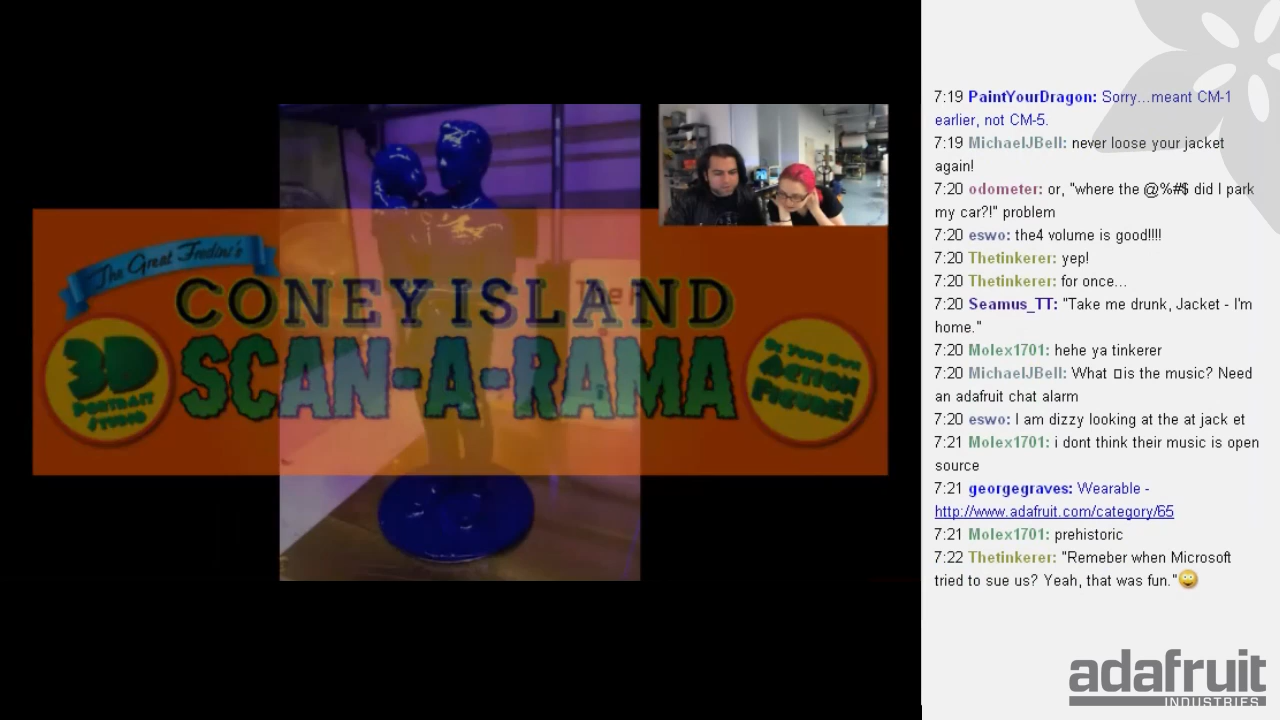 The Great Fredini's
CONEY ISLAND
SCAN-A-RAMA
3D
PORTRAIT
STUDIO
BE YOUR OWN
ACTION
FIGURE!
The
7:19 PaintYourDragon: Sorry...meant CM-1
earlier, not CM-5.
7:19 MichaelJBell: never loose your jacket
again!
7:20 odometer: or, "where the @%#$ did I park
my car?!" problem
7:20 eswo: the4 volume is good!!!!
7:20 Thetinkerer: yep!
7:20 Thetinkerer: for once...
7:20 Seamus_TT: "Take me drunk, Jacket - I'm
home."
7:20 Molex1701: hehe ya tinkerer
7:20 MichaelJBell: What is the music? Need
an adafruit chat alarm
7:20 eswo: I am dizzy looking at the at jack et
7:21 Molex1701: i dont think their music is open
source
7:21 georgegraves: Wearable -
http://www.adafruit.com/category/65
7:21 Molex1701: prehistoric
7:22 Thetinkerer: "Remeber when Microsoft
tried to sue us? Yeah, that was fun."
adafruit
INDUSTRIES